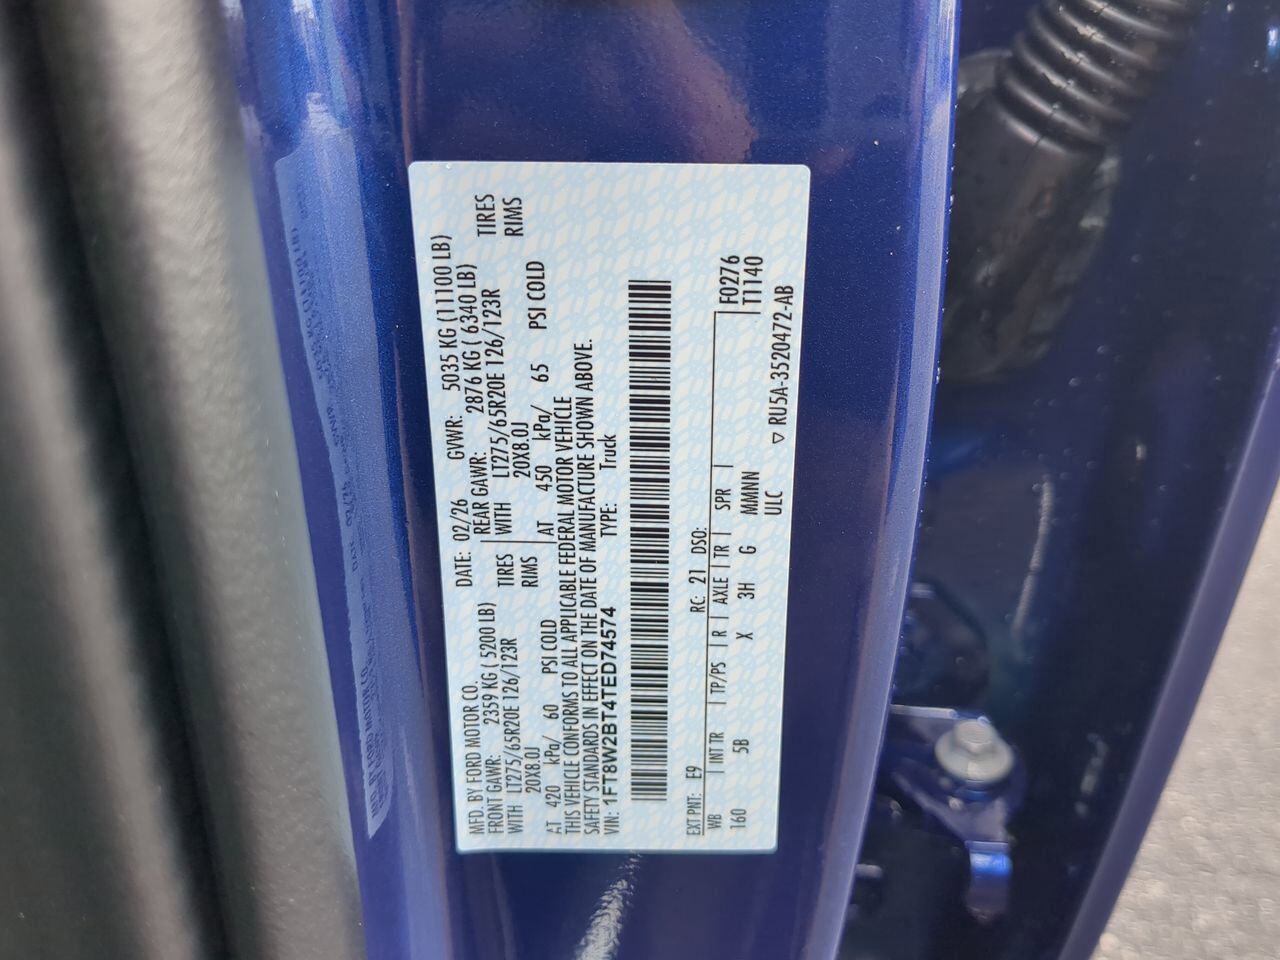 MFD. BY FORD MOTOR CO.
DATE: 02/26 GVWR: 5035 KG (11100 LB)
FRONT GAWR: 2359 KG ( 5200 LB)
REAR GAWR: 2876 KG ( 6340 LB)
WITH LT275/65R20E 126/123R TIRES
WITH LT275/65R20E 126/123R TIRES
20X8.0J RIMS
20X8.0J RIMS
AT 420 kPa/ 60 PSI COLD
AT 450 kPa/ 65 PSI COLD
THIS VEHICLE CONFORMS TO ALL APPLICABLE FEDERAL MOTOR VEHICLE
SAFETY STANDARDS IN EFFECT ON THE DATE OF MANUFACTURE SHOWN ABOVE.
VIN: 1FT8W2BT4TED74574 TYPE: Truck
EXT PNT: E9 RC: 21 DSO:
WB INT TR TP/PS R AXLE TR SPR
F0276
T1140
160 5B X 3H G MMNN
ULC
RU5A-3520472-AB